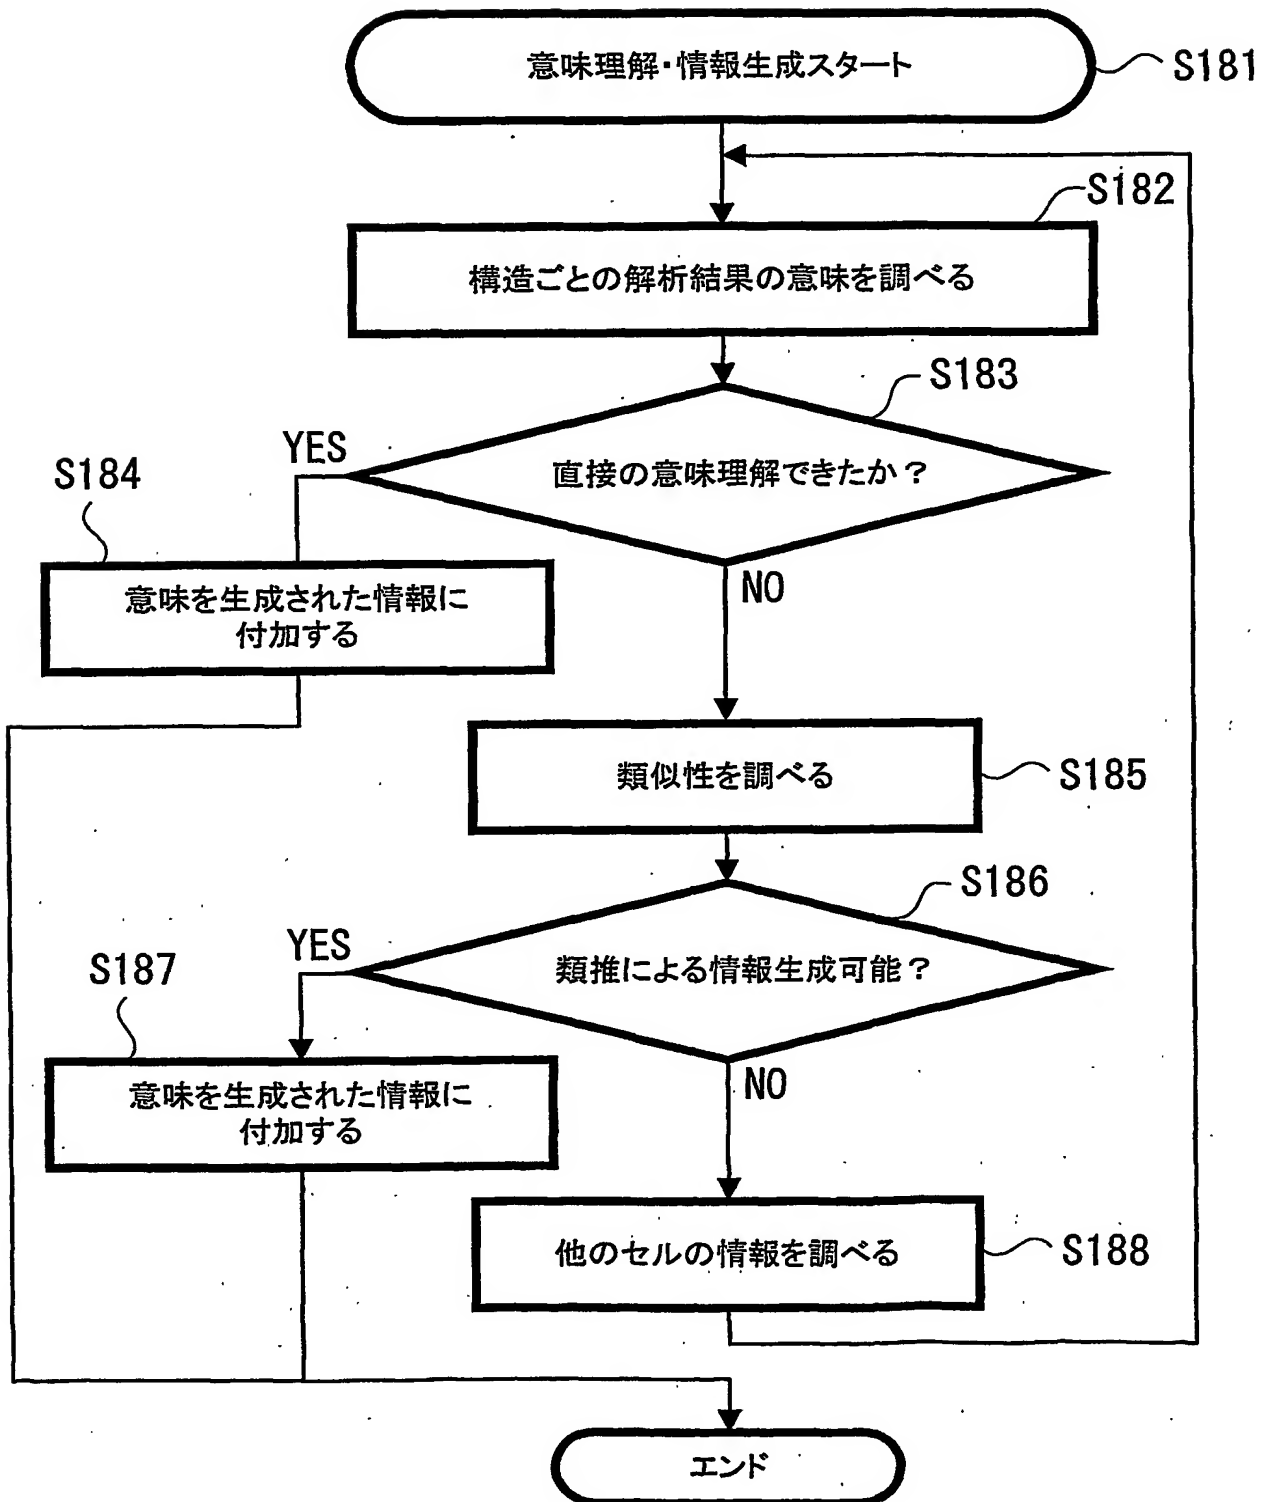 意味理解・情報生成スタート
S181
S182
構造ごとの解析結果の意味を調べる
S183
直接の意味理解できたか？
YES
S184
意味を生成された情報に
付加する
NO
類似性を調べる
S185
S186
類推による情報生成可能？
YES
S187
意味を生成された情報に
付加する
NO
他のセルの情報を調べる
S188
エンド